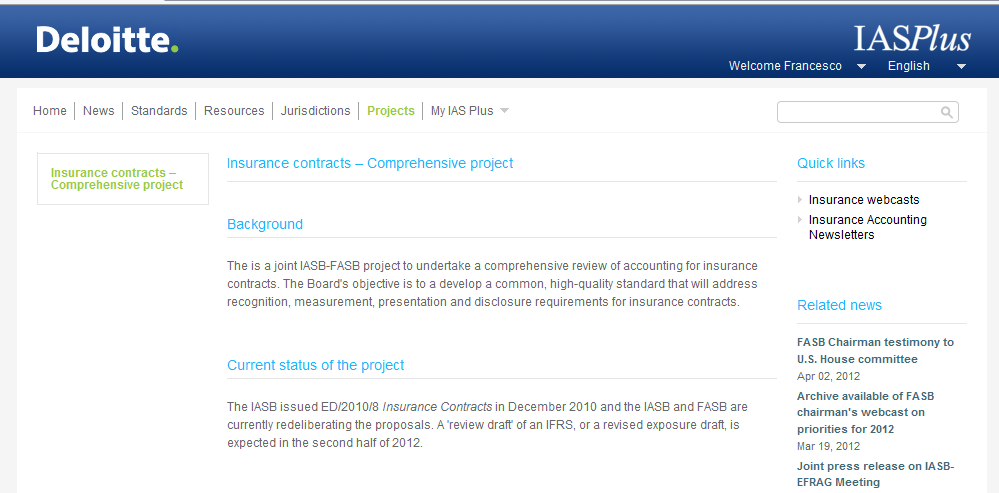 Deloitte.
IASPlus
Welcome Francesco
English
Home
News
Standards
Resources
Jurisdictions
Projects
My IAS Plus
Insurance contracts –
Comprehensive project
Insurance contracts – Comprehensive project
Background
The is a joint IASB-FASB project to undertake a comprehensive review of accounting for insurance
contracts. The Board's objective is to a develop a common, high-quality standard that will address
recognition, measurement, presentation and disclosure requirements for insurance contracts.
Current status of the project
The IASB issued ED/2010/8 Insurance Contracts in December 2010 and the IASB and FASB are
currently redeliberating the proposals. A 'review draft' of an IFRS, or a revised exposure draft, is
expected in the second half of 2012.
Quick links
Insurance webcasts
Insurance Accounting
Newsletters
Related news
FASB Chairman testimony to
U.S. House committee
Apr 02, 2012
Archive available of FASB
chairman's webcast on
priorities for 2012
Mar 19, 2012
Joint press release on IASB-
EFRAG Meeting